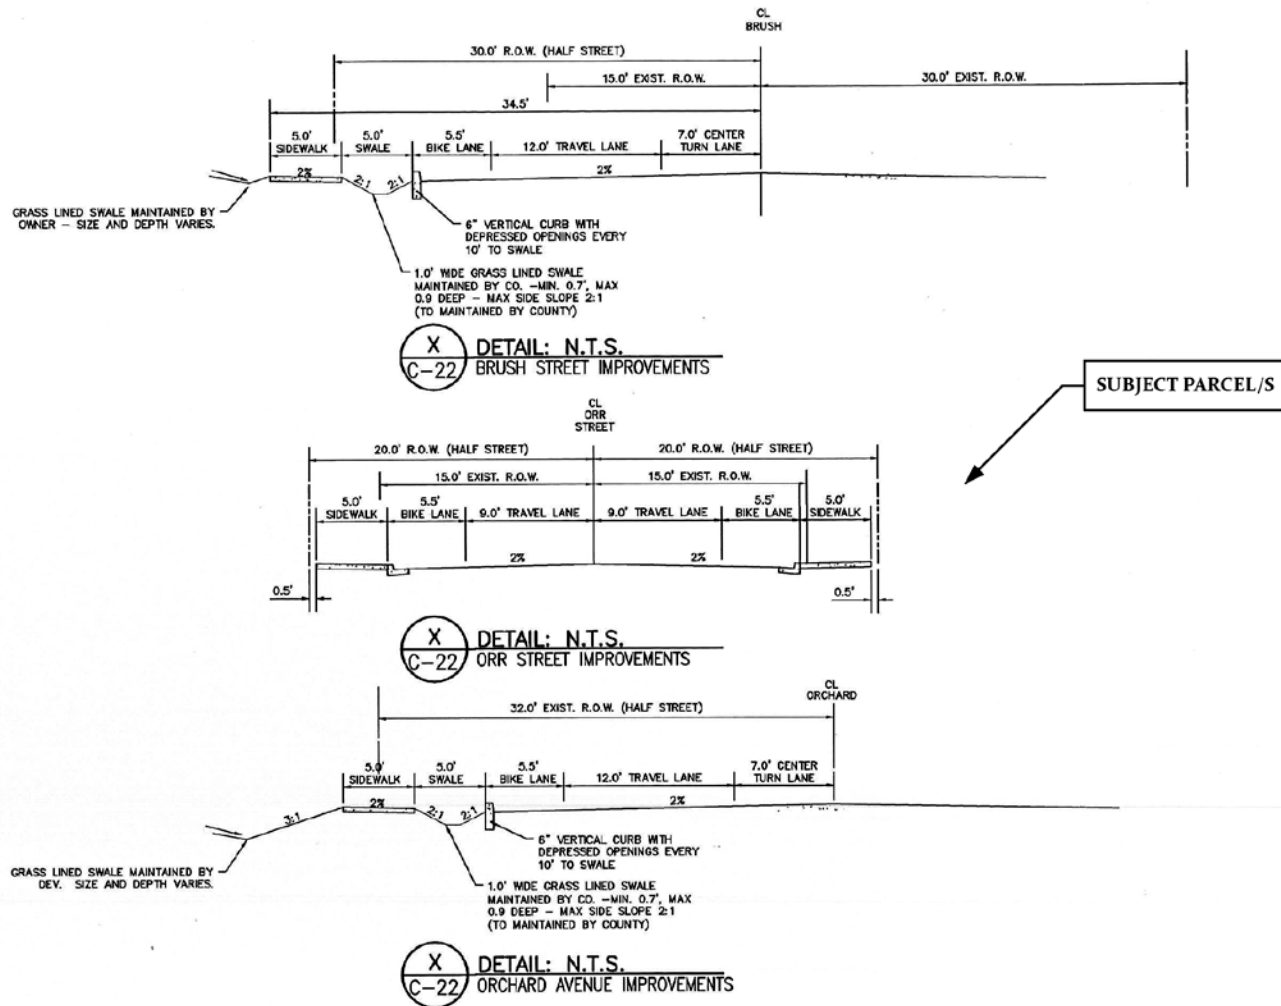 CL
BRUSH
30.0' R.O.W. (HALF STREET)
15.0' EXIST. R.O.W.
30.0' EXIST. R.O.W.
34.5'
5.0'
SIDEWALK
5.0'
SWALE
5.5'
BIKE LANE
12.0' TRAVEL LANE
7.0' CENTER
TURN LANE
2%
2:1
2:1
2%
GRASS LINED SWALE MAINTAINED BY
OWNER - SIZE AND DEPTH VARIES.
6" VERTICAL CURB WITH
DEPRESSED OPENINGS EVERY
10' TO SWALE
1.0' WIDE GRASS LINED SWALE
MAINTAINED BY CO. -MIN. 0.7', MAX
0.9 DEEP - MAX SIDE SLOPE 2:1
(TO MAINTAINED BY COUNTY)
X
C-22
DETAIL: N.T.S.
BRUSH STREET IMPROVEMENTS
SUBJECT PARCEL/S
CL
ORR
STREET
20.0' R.O.W. (HALF STREET)
20.0' R.O.W. (HALF STREET)
15.0' EXIST. R.O.W.
15.0' EXIST. R.O.W.
5.0'
SIDEWALK
5.5'
BIKE LANE
9.0' TRAVEL LANE
9.0' TRAVEL LANE
5.5'
BIKE LANE
5.0'
SIDEWALK
2%
2%
0.5'
0.5'
X
C-22
DETAIL: N.T.S.
ORR STREET IMPROVEMENTS
CL
ORCHARD
32.0' EXIST. R.O.W. (HALF STREET)
5.0'
SIDEWALK
5.0'
SWALE
5.5'
BIKE LANE
12.0' TRAVEL LANE
7.0' CENTER
TURN LANE
3:1
2%
2:1
2:1
2%
GRASS LINED SWALE MAINTAINED BY
DEV. SIZE AND DEPTH VARIES.
6" VERTICAL CURB WITH
DEPRESSED OPENINGS EVERY
10' TO SWALE
1.0' WIDE GRASS LINED SWALE
MAINTAINED BY CO. -MIN. 0.7', MAX
0.9 DEEP - MAX SIDE SLOPE 2:1
(TO MAINTAINED BY COUNTY)
X
C-22
DETAIL: N.T.S.
ORCHARD AVENUE IMPROVEMENTS